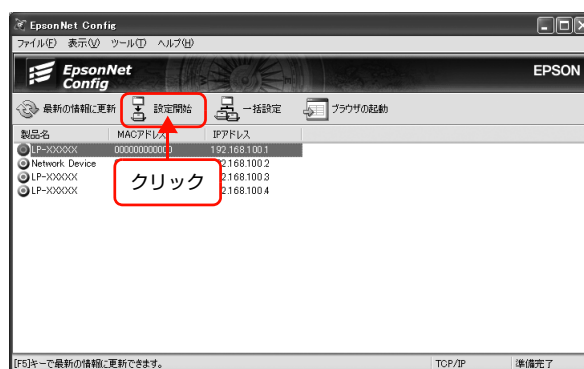 EpsonNet Config
ファイル(F) 表示(V) ツール(T) ヘルプ(H)
EpsonNet
Config
EPSON
最新の情報に更新 設定開始 一括設定 ブラウザの起動
製品名 MACアドレス IPアドレス
LP-XXXXX 000000000000 192.168.100.1
Network Device 192.168.100.2
LP-XXXXX 2.168.100.3
LP-XXXXX 2.168.100.4
クリック
[F5]キーで最新の情報に更新できます。 TCP/IP 準備完了